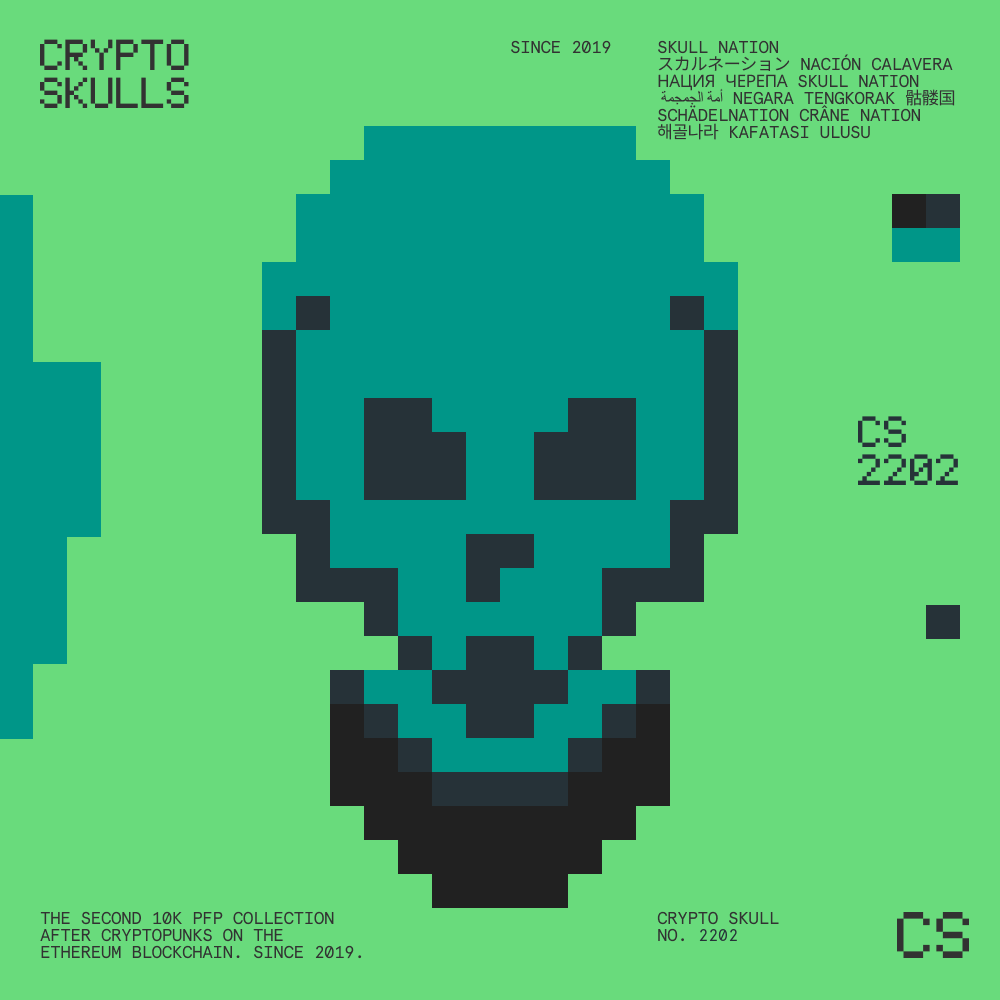 CRYPTO
SKULLS
SINCE 2019
SKULL NATION
スカルネーション NACIÓN CALAVERA
НАЦИЯ ЧЕРЕПА SKULL NATION
أمة الجمجمة NEGARA TENGKORAK 骷髅国
SCHÄDELNATION CRÂNE NATION
해골나라 KAFATASI ULUSU
CS
2202
THE SECOND 10K PFP COLLECTION
AFTER CRYPTOPUNKS ON THE
ETHEREUM BLOCKCHAIN. SINCE 2019.
CRYPTO SKULL
NO. 2202
CS